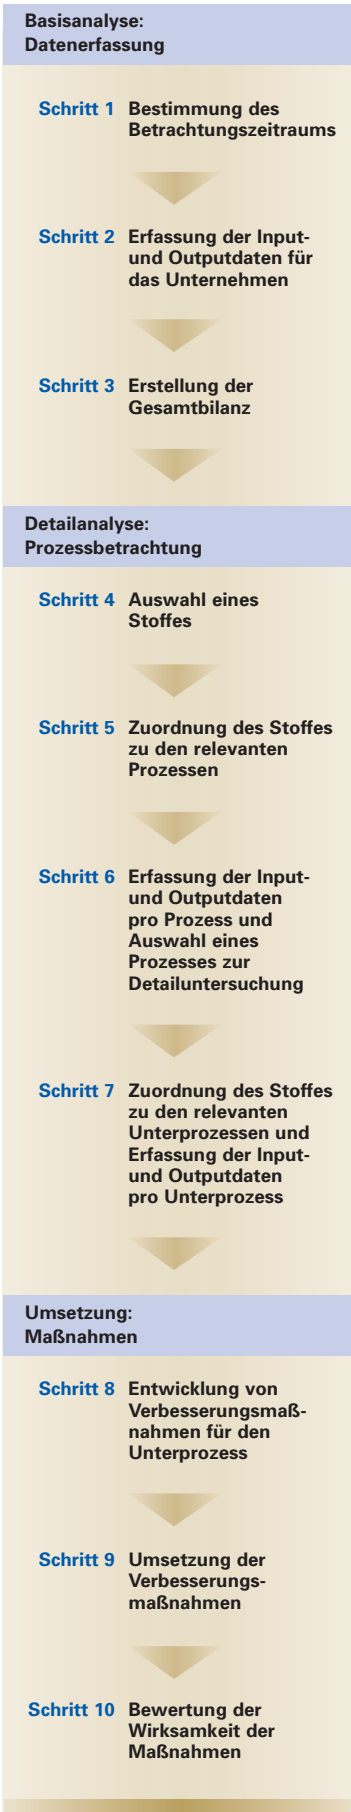 Basisanalyse:
Datenerfassung
Schritt 1 Bestimmung des
Betrachtungszeitraums
Schritt 2 Erfassung der Input-
und Outputdaten für
das Unternehmen
Schritt 3 Erstellung der
Gesamtbilanz
Detailanalyse:
Prozessbetrachtung
Schritt 4 Auswahl eines
Stoffes
Schritt 5 Zuordnung des Stoffes
zu den relevanten
Prozessen
Schritt 6 Erfassung der Input-
und Outputdaten
pro Prozess und
Auswahl eines
Prozesses zur
Detailuntersuchung
Schritt 7 Zuordnung des Stoffes
zu den relevanten
Unterprozessen und
Erfassung der Input-
und Outputdaten
pro Unterprozess
Umsetzung:
Maßnahmen
Schritt 8 Entwicklung von
Verbesserungsmaß-
nahmen für den
Unterprozess
Schritt 9 Umsetzung der
Verbesserungs-
maßnahmen
Schritt 10 Bewertung der
Wirksamkeit der
Maßnahmen